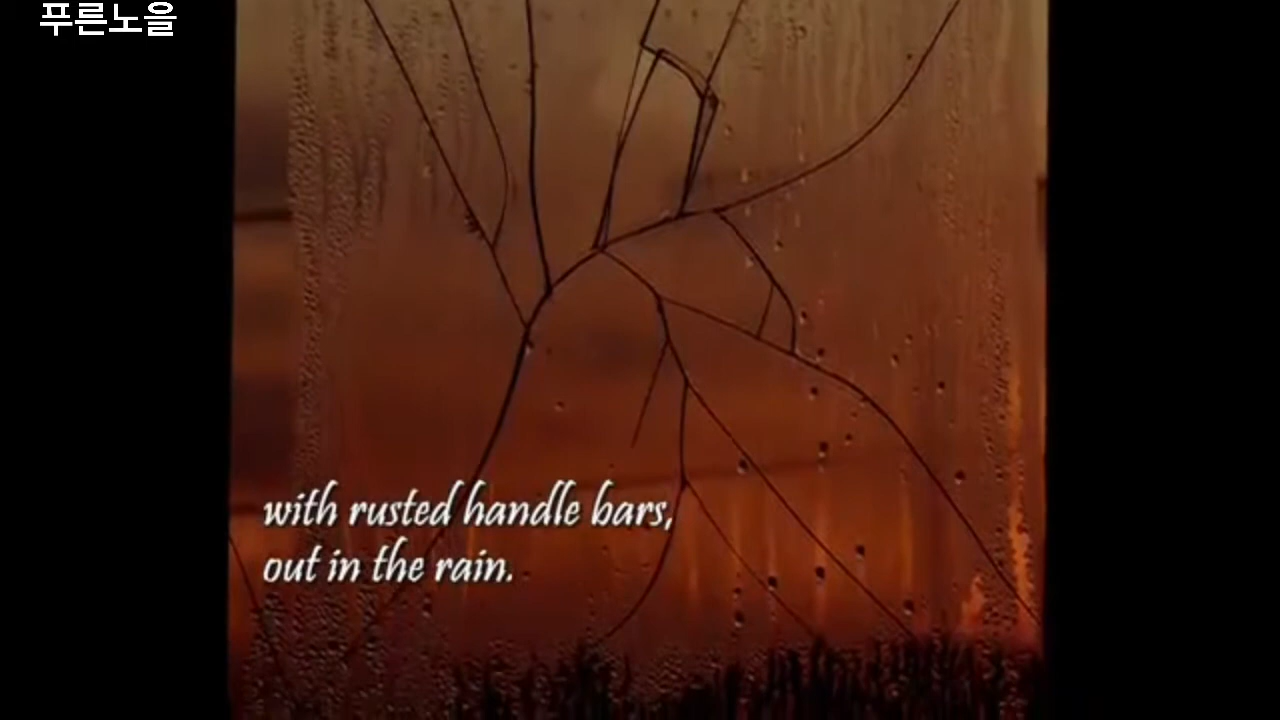 푸른노을
with rusted handle bars,
out in the rain.